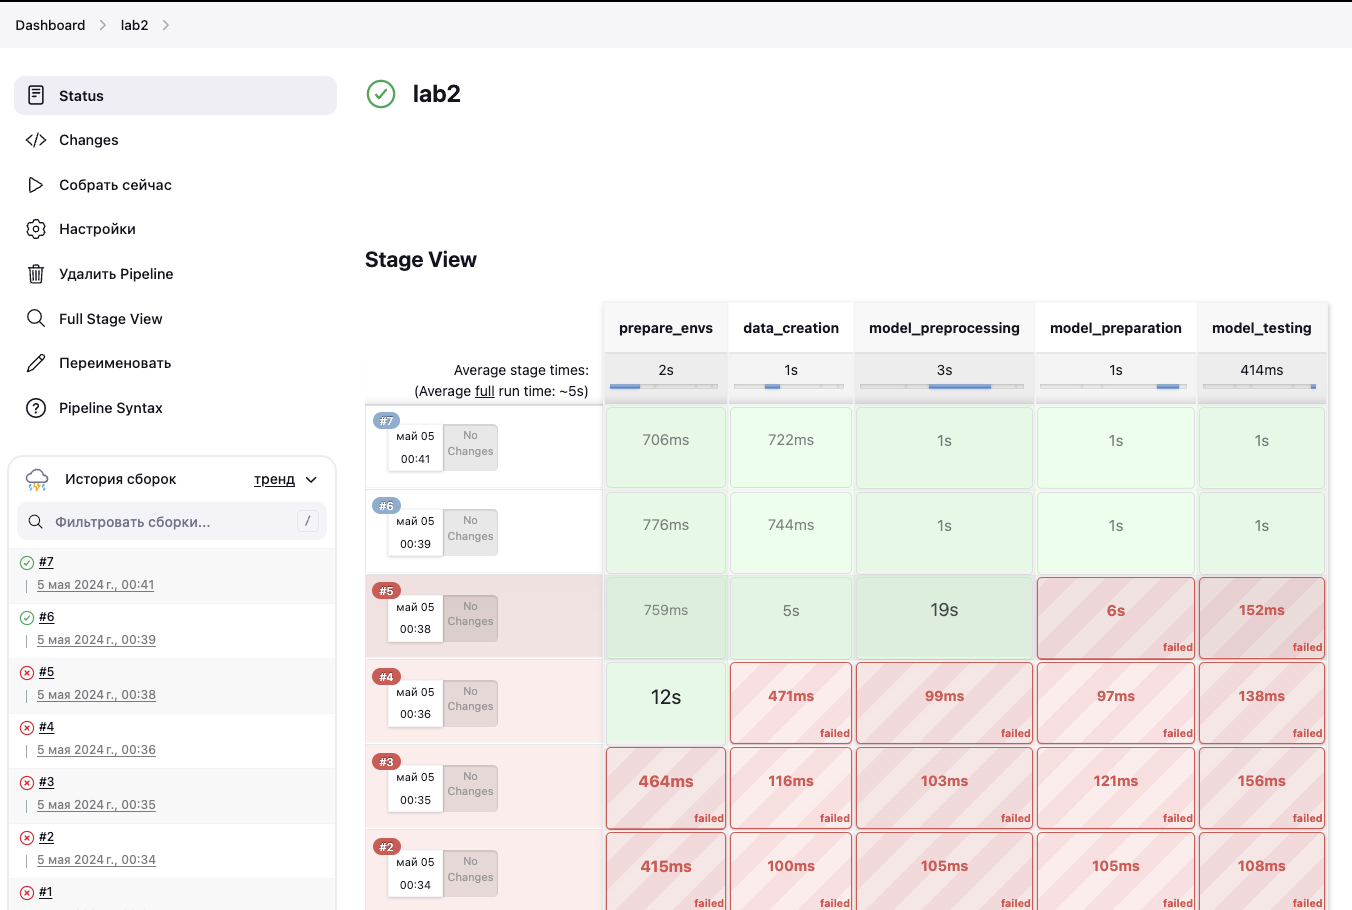 Dashboard
lab2
Status
Changes
Собрать сейчас
Настройки
Удалить Pipeline
Full Stage View
Переименовать
Pipeline Syntax
История сборок
тренд
Фильтровать сборки...
/
#7
5 мая 2024 г., 00:41
#6
5 мая 2024 г., 00:39
#5
5 мая 2024 г., 00:38
#4
5 мая 2024 г., 00:36
#3
5 мая 2024 г., 00:35
#2
5 мая 2024 г., 00:34
#1
lab2
Stage View
prepare_envs data_creation model_preprocessing model_preparation model_testing
Average stage times:
(Average full run time: ~5s)
2s 1s 3s 1s 414ms
#7
май 05
00:41
No
Changes
706ms 722ms 1s 1s 1s
#6
май 05
00:39
No
Changes
776ms 744ms 1s 1s 1s
#5
май 05
00:38
No
Changes
759ms 5s 19s 6s 152ms
failed failed
#4
май 05
00:36
No
Changes
12s 471ms 99ms 97ms 138ms
failed failed failed failed
#3
май 05
00:35
No
Changes
464ms 116ms 103ms 121ms 156ms
failed failed failed failed failed
#2
май 05
00:34
No
Changes
415ms 100ms 105ms 105ms 108ms
failed failed failed failed failed